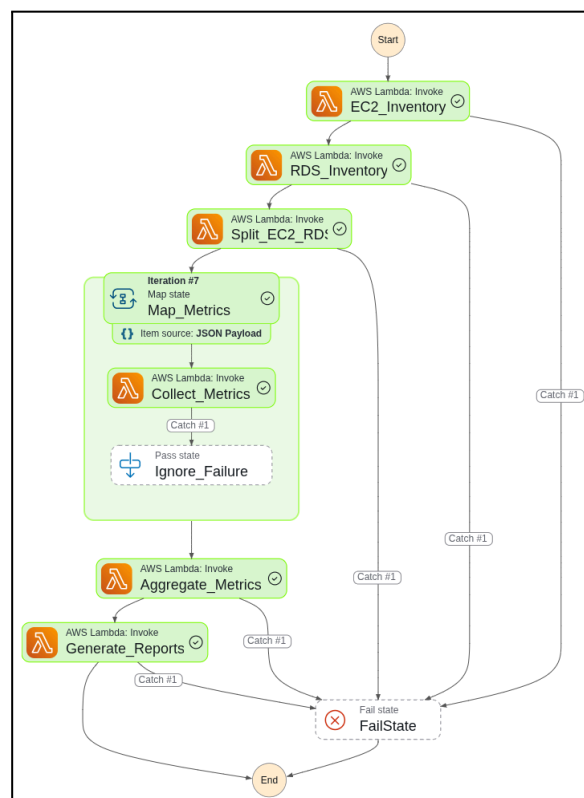 Start
AWS Lambda: Invoke
EC2_Inventory
AWS Lambda: Invoke
RDS_Inventory
AWS Lambda: Invoke
Split_EC2_RDS
Iteration #7
Map state
Map_Metrics
{} Item source: JSON Payload
AWS Lambda: Invoke
Collect_Metrics
Catch #1
Catch #1
Pass state
Ignore_Failure
Catch #1
AWS Lambda: Invoke
Aggregate_Metrics
Catch #1
AWS Lambda: Invoke
Generate_Reports
Catch #1
Catch #1
Fail state
FailState
End